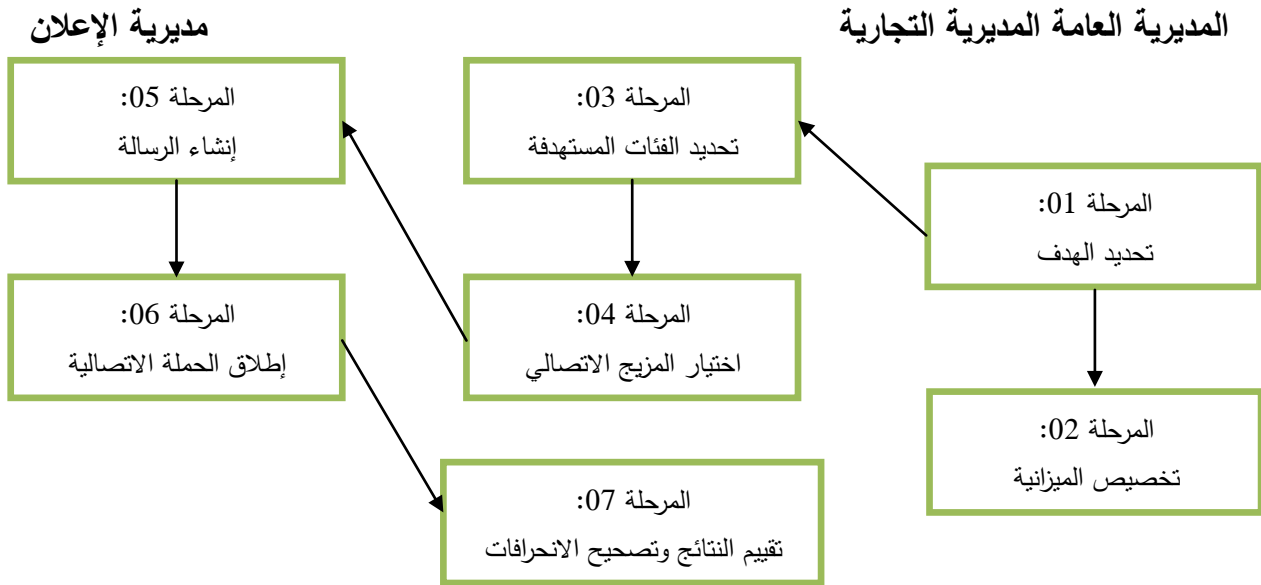 المديرية العامة المديرية التجارية
مديرية الإعلان
المرحلة 01:
تحديد الهدف
المرحلة 02:
تخصيص الميزانية
المرحلة 03:
تحديد الفئات المستهدفة
المرحلة 04:
اختيار المزيج الاتصالي
المرحلة 05:
إنشاء الرسالة
المرحلة 06:
إطلاق الحملة الاتصالية
المرحلة 07:
تقييم النتائج وتصحيح الانحرافات